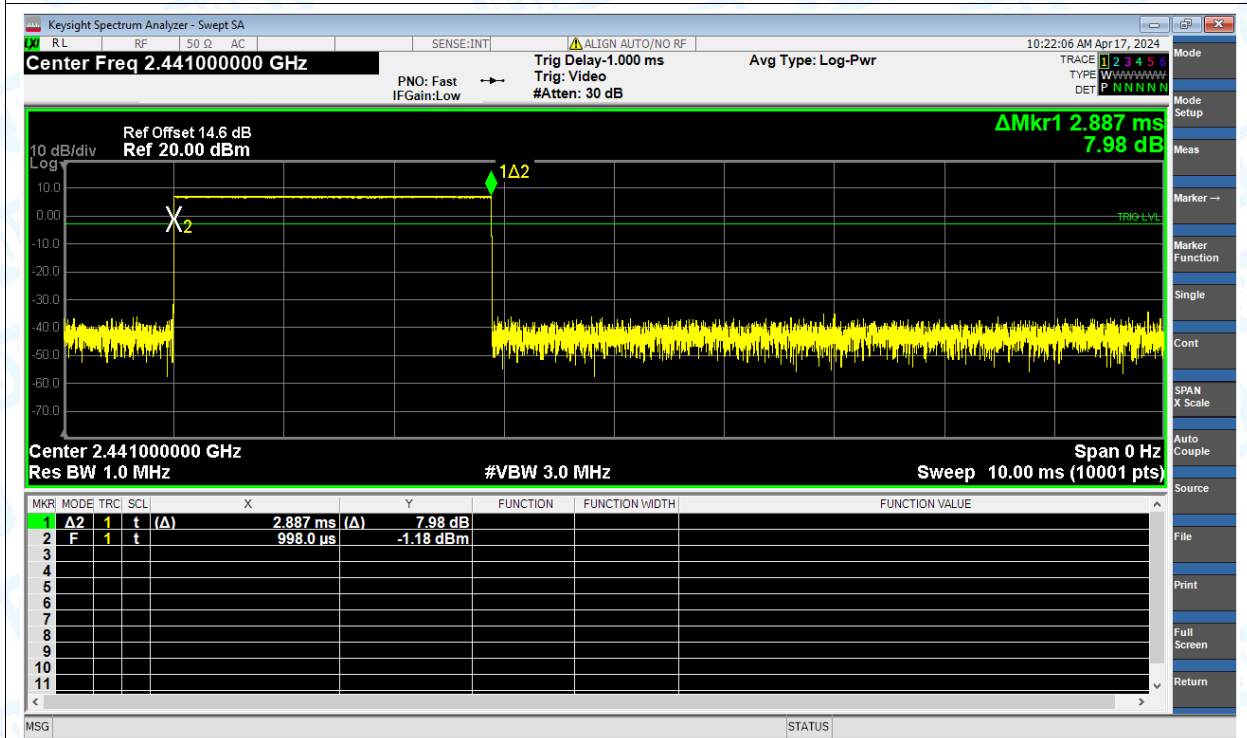 Keysight Spectrum Analyzer - Swept SA
LXI RL RF 50 Ω AC SENSE:INT ALIGN AUTO/NO RF 10:22:06 AM Apr 17, 2024
Center Freq 2.441000000 GHz
PNO: Fast
IFGain:Low
Trig Delay-1.000 ms
Trig: Video
#Atten: 30 dB
Avg Type: Log-Pwr
TRACE 1 2 3 4 5 6
TYPE WWWWWW
DET P N N N N N
ΔMkr1 2.887 ms
7.98 dB
Ref Offset 14.6 dB
10 dB/div Ref 20.00 dBm
Log
1Δ2
10.0
0.00
2
TRIG LVL
-10.0
-20.0
-30.0
-40.0
-50.0
-60.0
-70.0
Center 2.441000000 GHz Span 0 Hz
Res BW 1.0 MHz #VBW 3.0 MHz Sweep 10.00 ms (10001 pts)
MKR MODE TRC SCL X Y FUNCTION FUNCTION WIDTH FUNCTION VALUE
1 Δ2 1 t (Δ) 2.887 ms (Δ) 7.98 dB
2 F 1 t 998.0 µs -1.18 dBm
3
4
5
6
7
8
9
10
11
MSG STATUS
Mode
Mode
Setup
Meas
Marker →
Marker
Function
Single
Cont
SPAN
X Scale
Auto
Couple
Source
File
Print
Full
Screen
Return